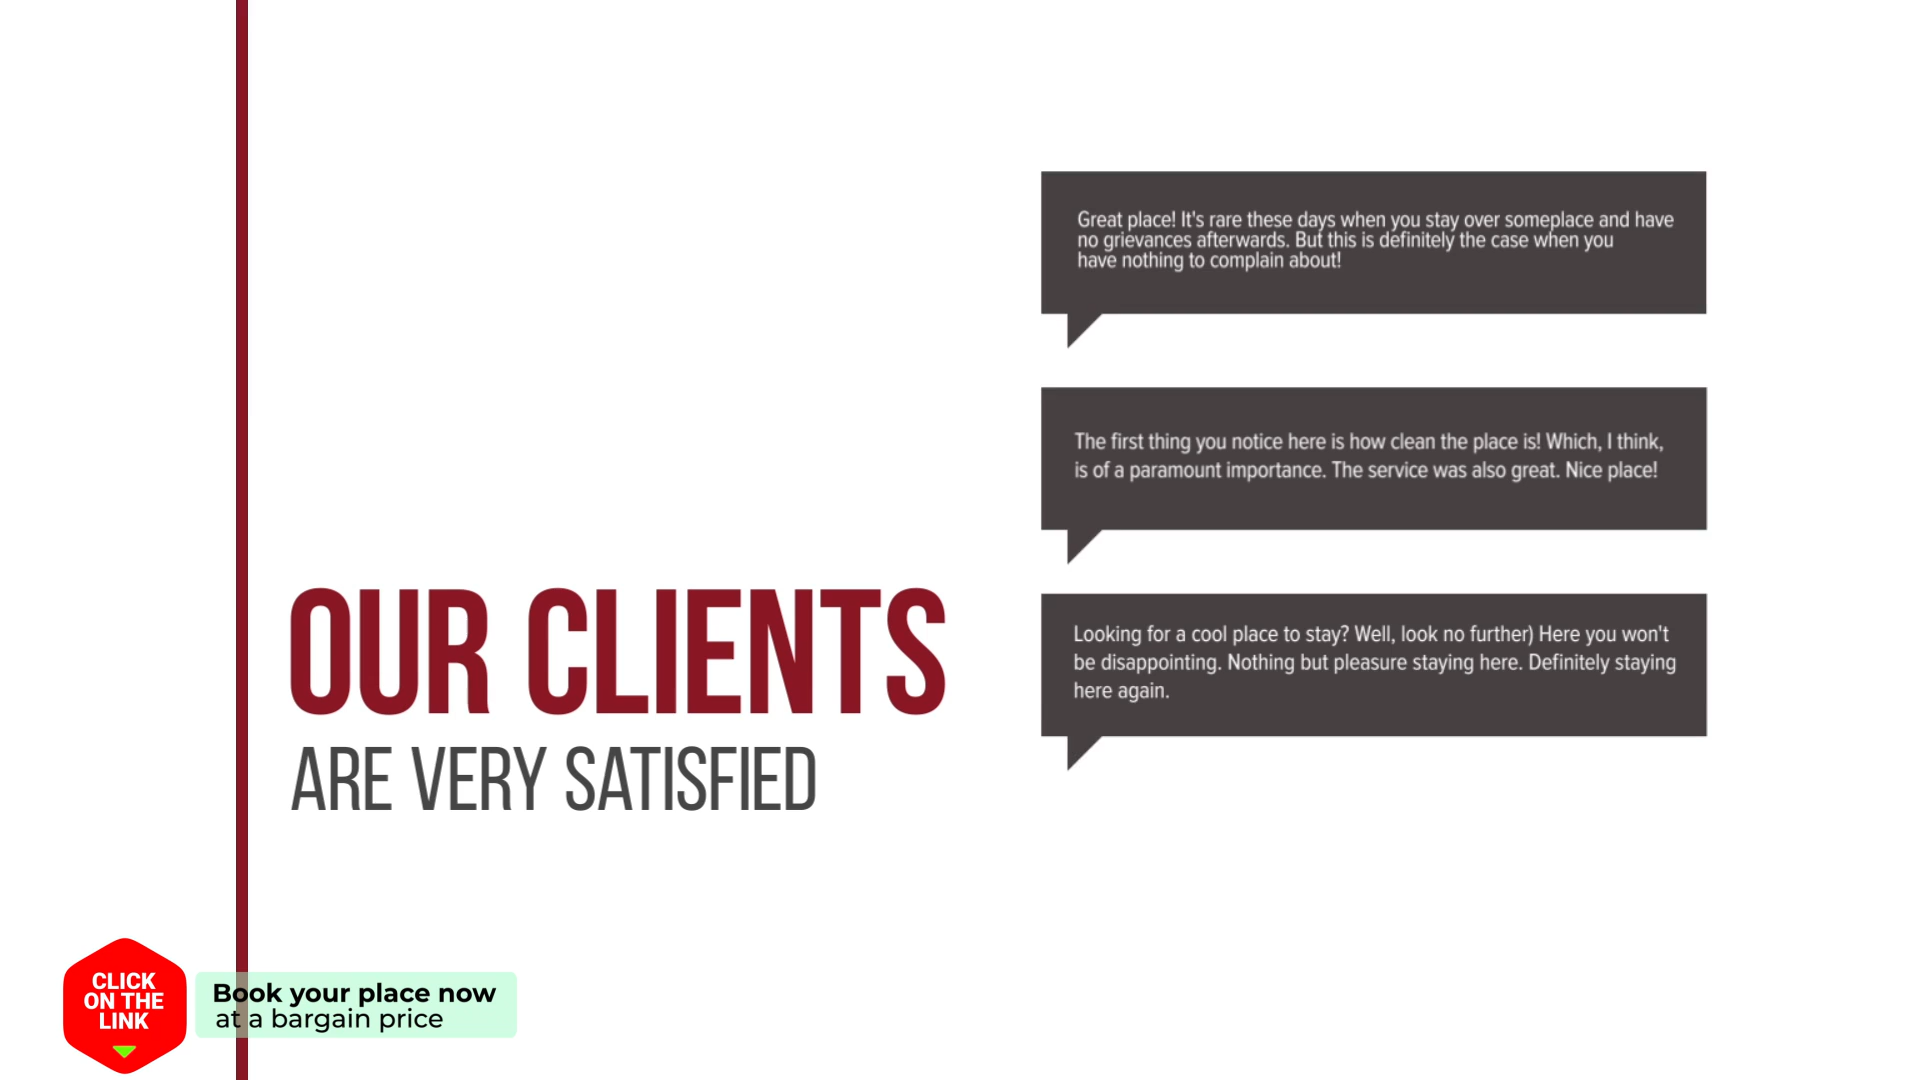 Great place! It's rare these days when you stay over someplace and have
no grievances afterwards. But this is definitely the case when you
have nothing to complain about!
The first thing you notice here is how clean the place is! Which, I think,
is of a paramount importance. The service was also great. Nice place!
Looking for a cool place to stay? Well, look no further) Here you won't
be disappointing. Nothing but pleasure staying here. Definitely staying
here again.
OUR CLIENTS
ARE VERY SATISFIED
CLICK
ON THE
LINK
Book your place now
at a bargain price